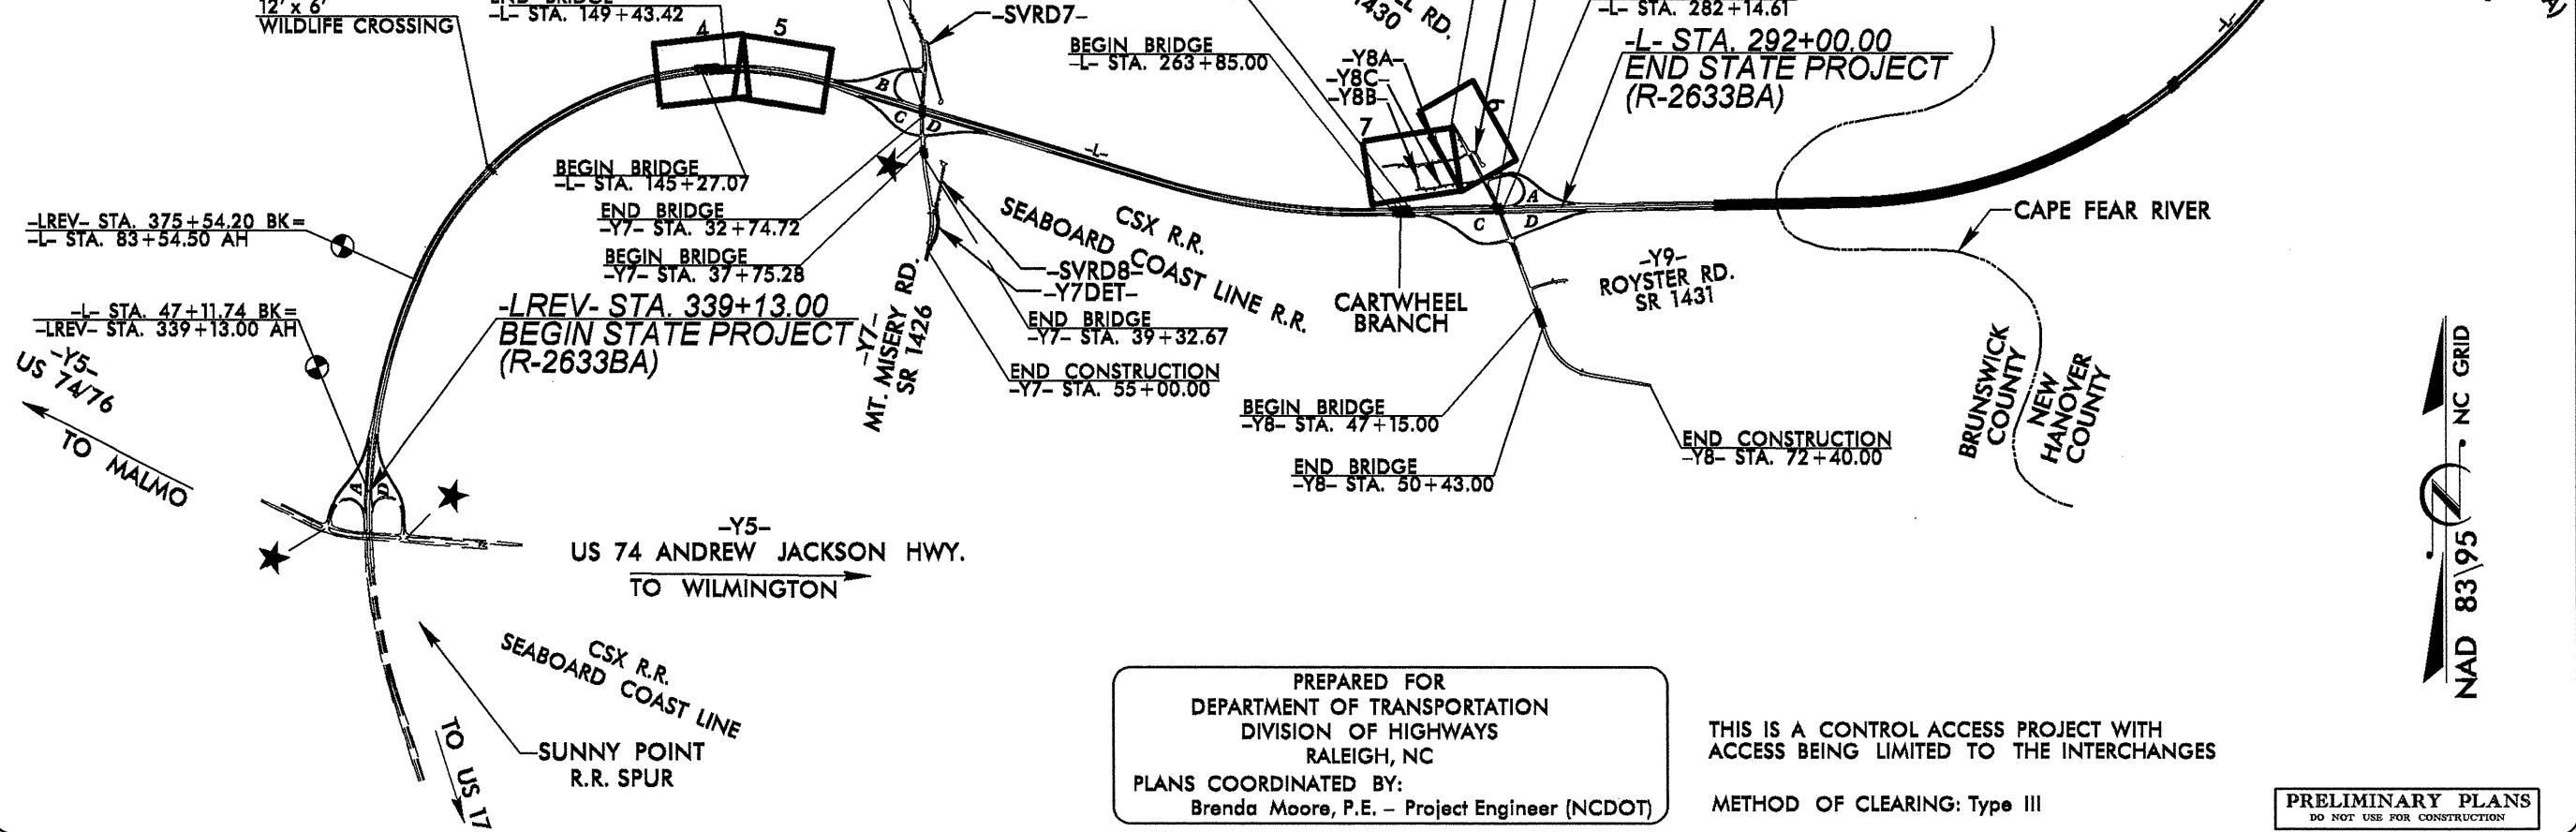 12' x 6'
WILDLIFE CROSSING
END BRIDGE
-L- STA. 149+43.42
4
5
-SVRD7-
BEGIN BRIDGE
-L- STA. 263+85.00
RD.
1430
-Y8A-
-Y8C-
-Y8B-
7
6
-L- STA. 282+14.61
-L- STA. 292+00.00
END STATE PROJECT
(R-2633BA)
-L-
B
C
D
-L-
BEGIN BRIDGE
-L- STA. 145+27.07
END BRIDGE
-Y7- STA. 32+74.72
BEGIN BRIDGE
-Y7- STA. 37+75.28
-LREV- STA. 375+54.20 BK=
-L- STA. 83+54.50 AH
-L- STA. 47+11.74 BK=
-LREV- STA. 339+13.00 AH
-LREV- STA. 339+13.00
BEGIN STATE PROJECT
(R-2633BA)
-Y7-
MT. MISERY RD.
SR 1426
CSX R.R.
SEABOARD COAST LINE R.R.
-SVRD8-
-Y7DET-
END BRIDGE
-Y7- STA. 39+32.67
END CONSTRUCTION
-Y7- STA. 55+00.00
CARTWHEEL
BRANCH
A
C
D
-Y9-
ROYSTER RD.
SR 1431
CAPE FEAR RIVER
BEGIN BRIDGE
-Y8- STA. 47+15.00
END BRIDGE
-Y8- STA. 50+43.00
END CONSTRUCTION
-Y8- STA. 72+40.00
BRUNSWICK
COUNTY
NEW
HANOVER
COUNTY
NAD 83\95
NC GRID
-Y5-
US 74/76
TO MALMO
A
D
-Y5-
US 74 ANDREW JACKSON HWY.
TO WILMINGTON
CSX R.R.
SEABOARD COAST LINE
SUNNY POINT
R.R. SPUR
TO US 17
PREPARED FOR
DEPARTMENT OF TRANSPORTATION
DIVISION OF HIGHWAYS
RALEIGH, NC
PLANS COORDINATED BY:
Brenda Moore, P.E. - Project Engineer (NCDOT)
THIS IS A CONTROL ACCESS PROJECT WITH
ACCESS BEING LIMITED TO THE INTERCHANGES
METHOD OF CLEARING: Type III
PRELIMINARY PLANS
DO NOT USE FOR CONSTRUCTION